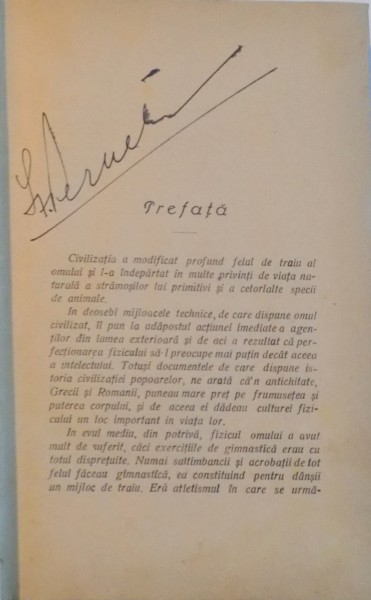 Prefață
Civilizația a modificat profund felul de traiu al
omului și l-a îndepărtat in multe privinți de viața na-
turală a strămoșilor lui primitivi și a celorlalte specii
de animale.
In deosebi mijloacele technice, de care dispune omul
civilizat, îl pun la adăpostul acțiunei imediate a agen-
ților din lumea exterioară și de aci a rezultat că per-
fecționarea fizicului să-l preocupe mai puțin decât aceea
a intelectului. Totuși documentele de care dispune is-
toria civilizației popoarelor, ne arată că'n antichitate,
Grecii și Romanii, puneau mare preț pe frumusețea și
puterea corpului, și de aceea ei dădeau culturei fizi-
cului un loc important in viața lor.
In evul mediu, din potrivă, fizicul omului a avut
mult de suferit, căci exercițiile de gimnastică erau cu
totul disprețuite. Numai saltimbancii și acrobații de tot
felul făceau gimnastică, ea constituind pentru dânșii
un mijloc de traiu. Eră atletismul în care se urmă-